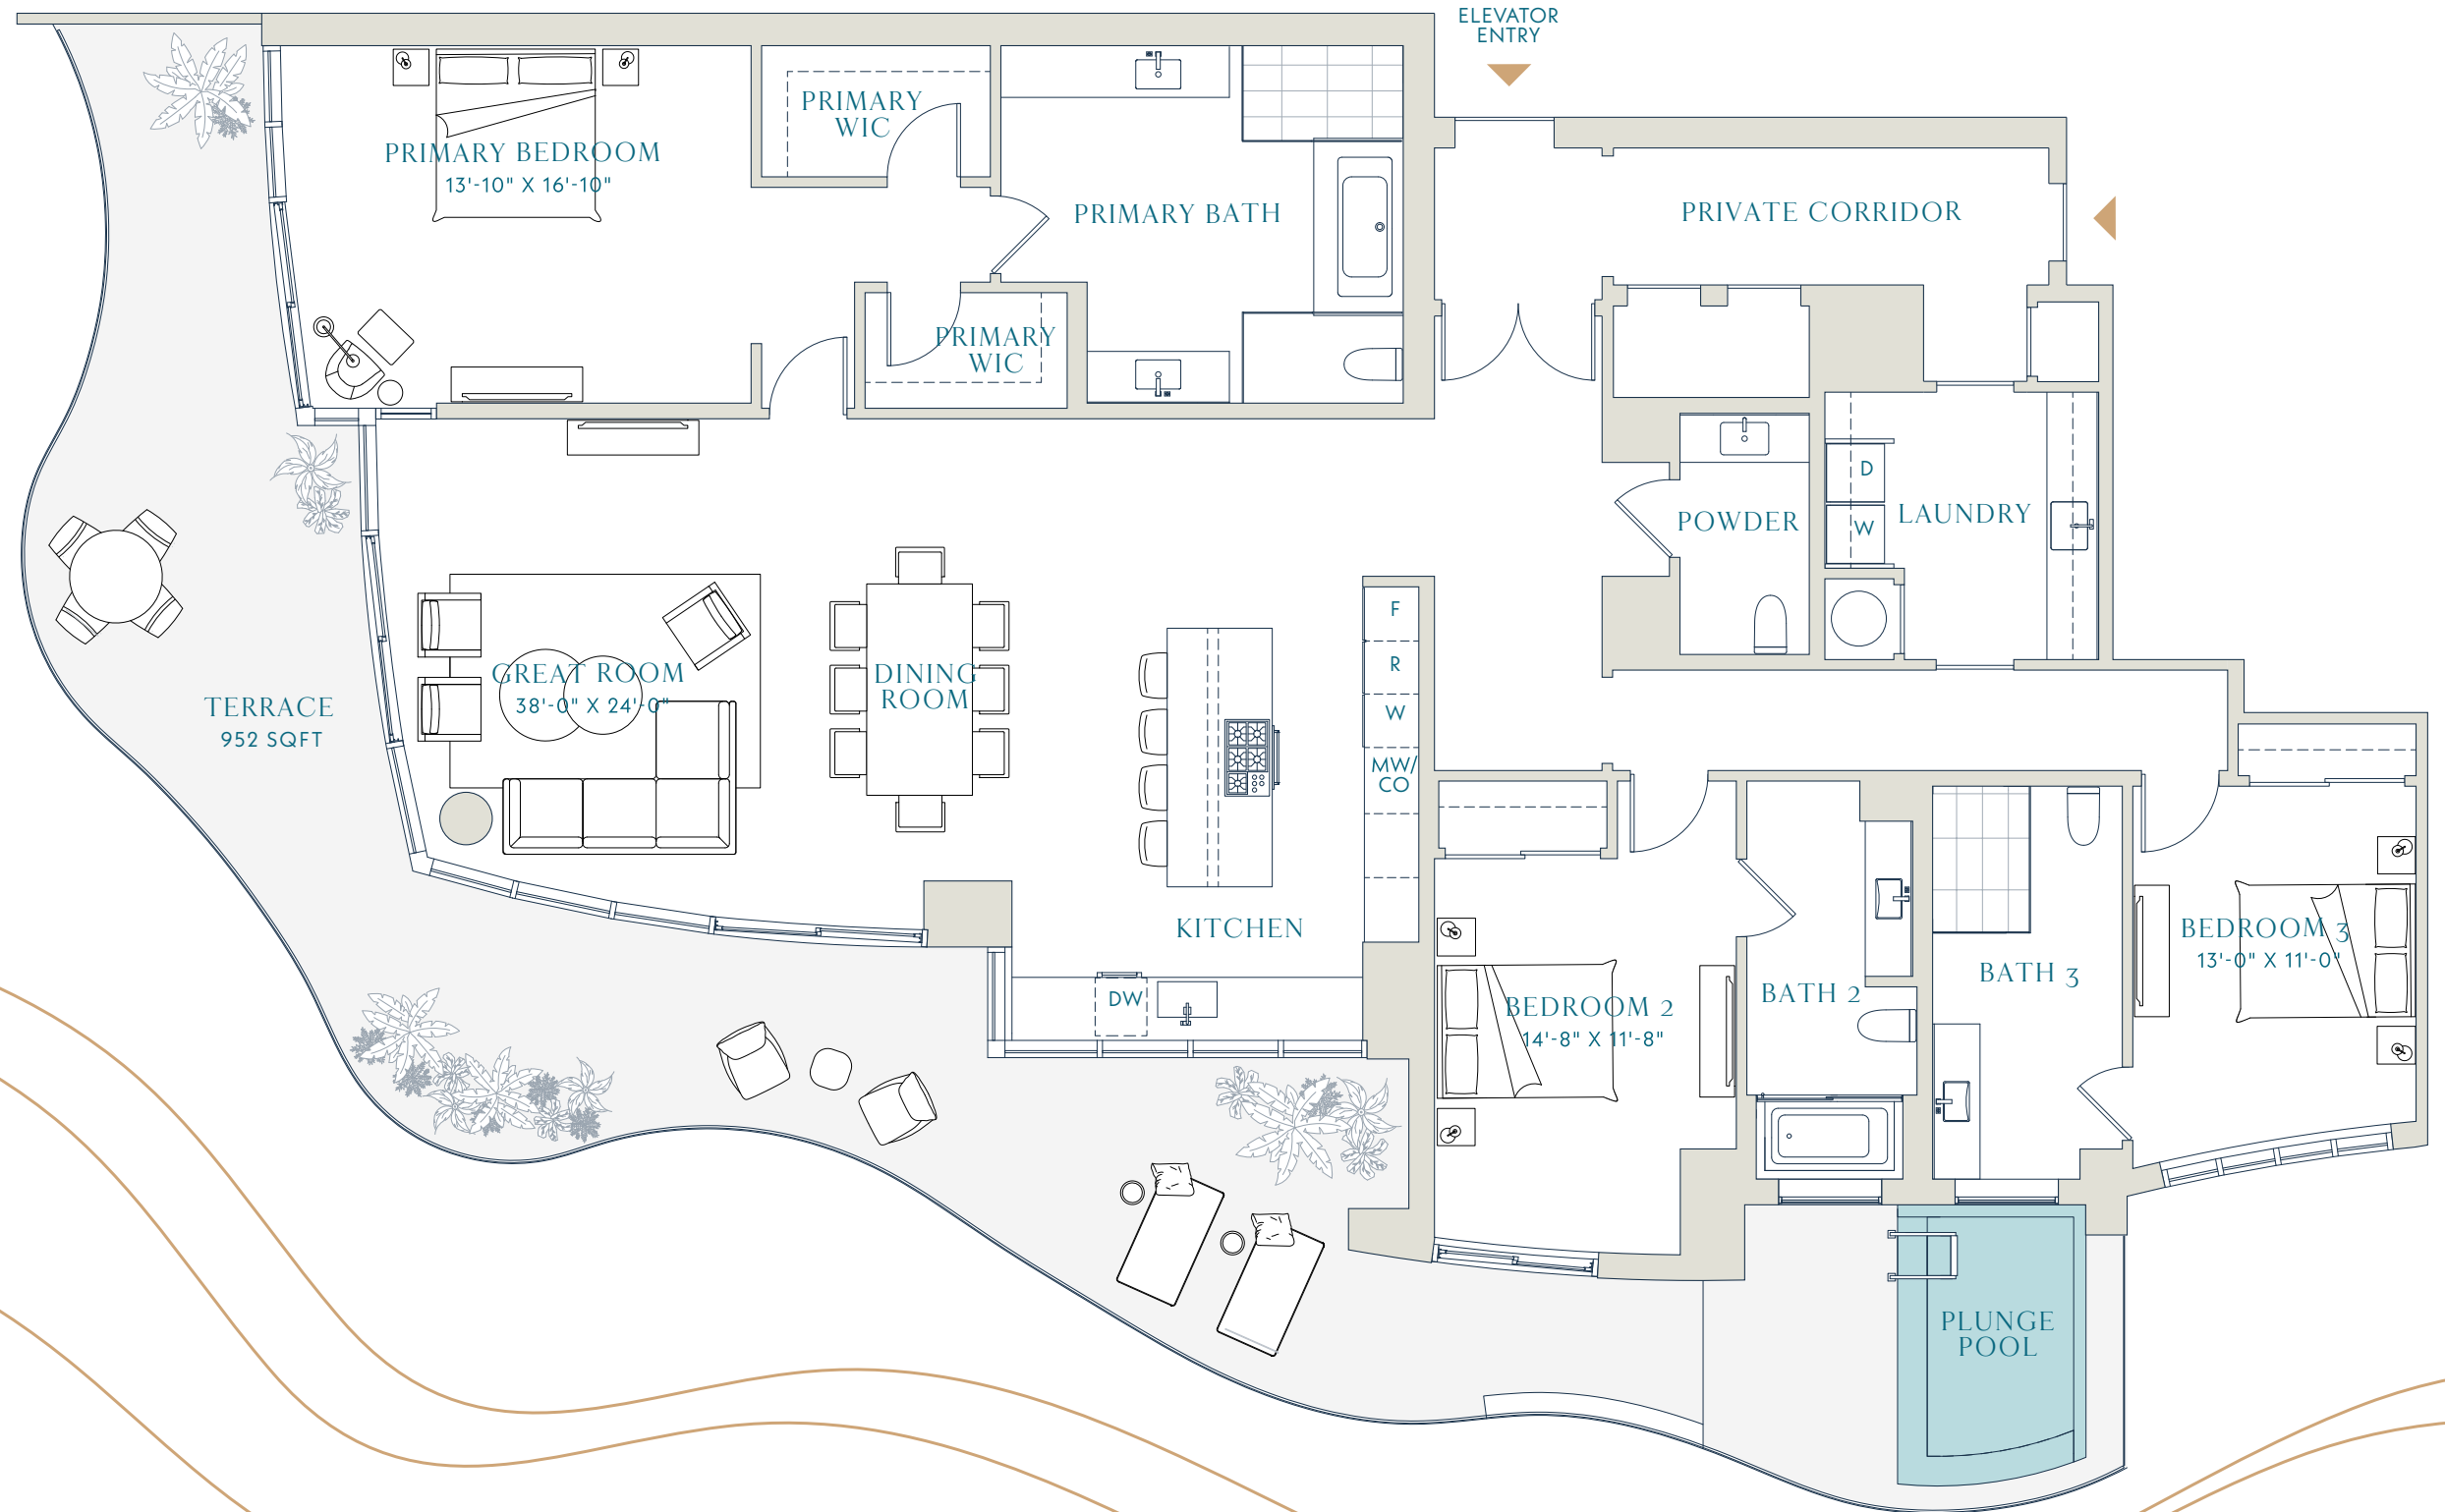 ELEVATOR
ENTRY
PRIMARY
WIC
PRIMARY BEDROOM
13'-10" X 16'-10"
PRIMARY BATH
PRIVATE CORRIDOR
PRIMARY
WIC
D
W
LAUNDRY
POWDER
F
R
W
MW/
CO
GREAT ROOM
38'-0" X 24'-0"
DINING
ROOM
TERRACE
952 SQFT
KITCHEN
DW
BEDROOM 2
14'-8" X 11'-8"
BATH 2
BATH 3
BEDROOM 3
13'-0" X 11'-0"
PLUNGE
POOL